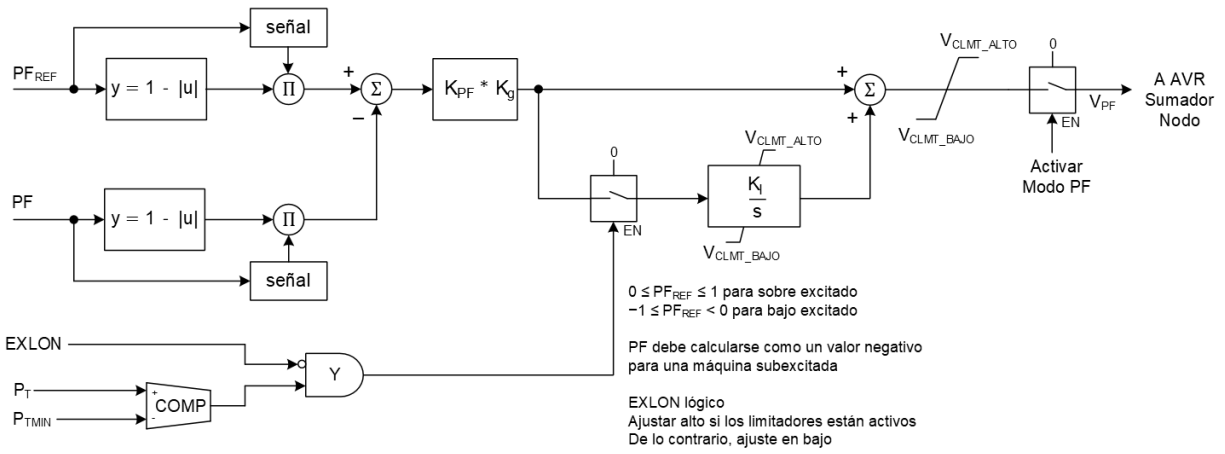 señal
PF_REF
y = 1 - |u|
Π
+
Σ
−
K_PF * K_g
+
Σ
+
V_CLMT_ALTO
V_CLMT_BAJO
0
EN
V_PF
A AVR
Sumador
Nodo
Activar
Modo PF
PF
y = 1 - |u|
Π
señal
0
EN
V_CLMT_ALTO
K_I
s
V_CLMT_BAJO
0 ≤ PF_REF ≤ 1 para sobre excitado
−1 ≤ PF_REF < 0 para bajo excitado
PF debe calcularse como un valor negativo
para una máquina subexcitada
EXLON lógico
Ajustar alto si los limitadores están activos
De lo contrario, ajuste en bajo
EXLON
Y
P_T
+
COMP
P_TMIN
-